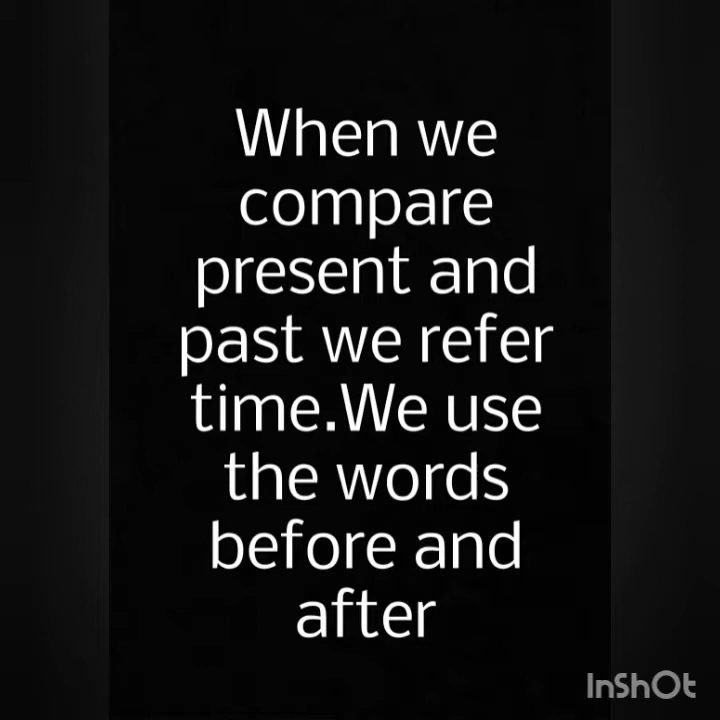 When we
compare
present and
past we refer
time.We use
the words
before and
after
InShOt